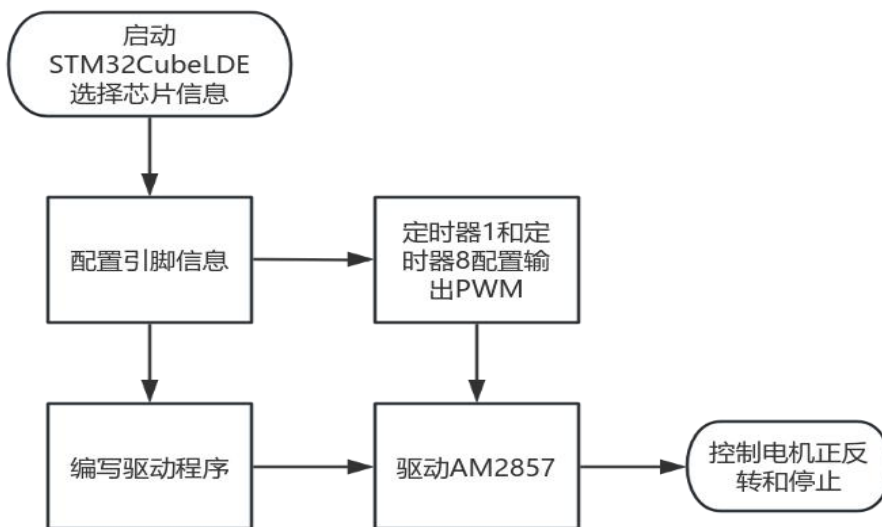 启动
STM32CubeLDE
选择芯片信息
配置引脚信息
定时器1和定
时器8配置输
出PWM
编写驱动程序
驱动AM2857
控制电机正反
转和停止